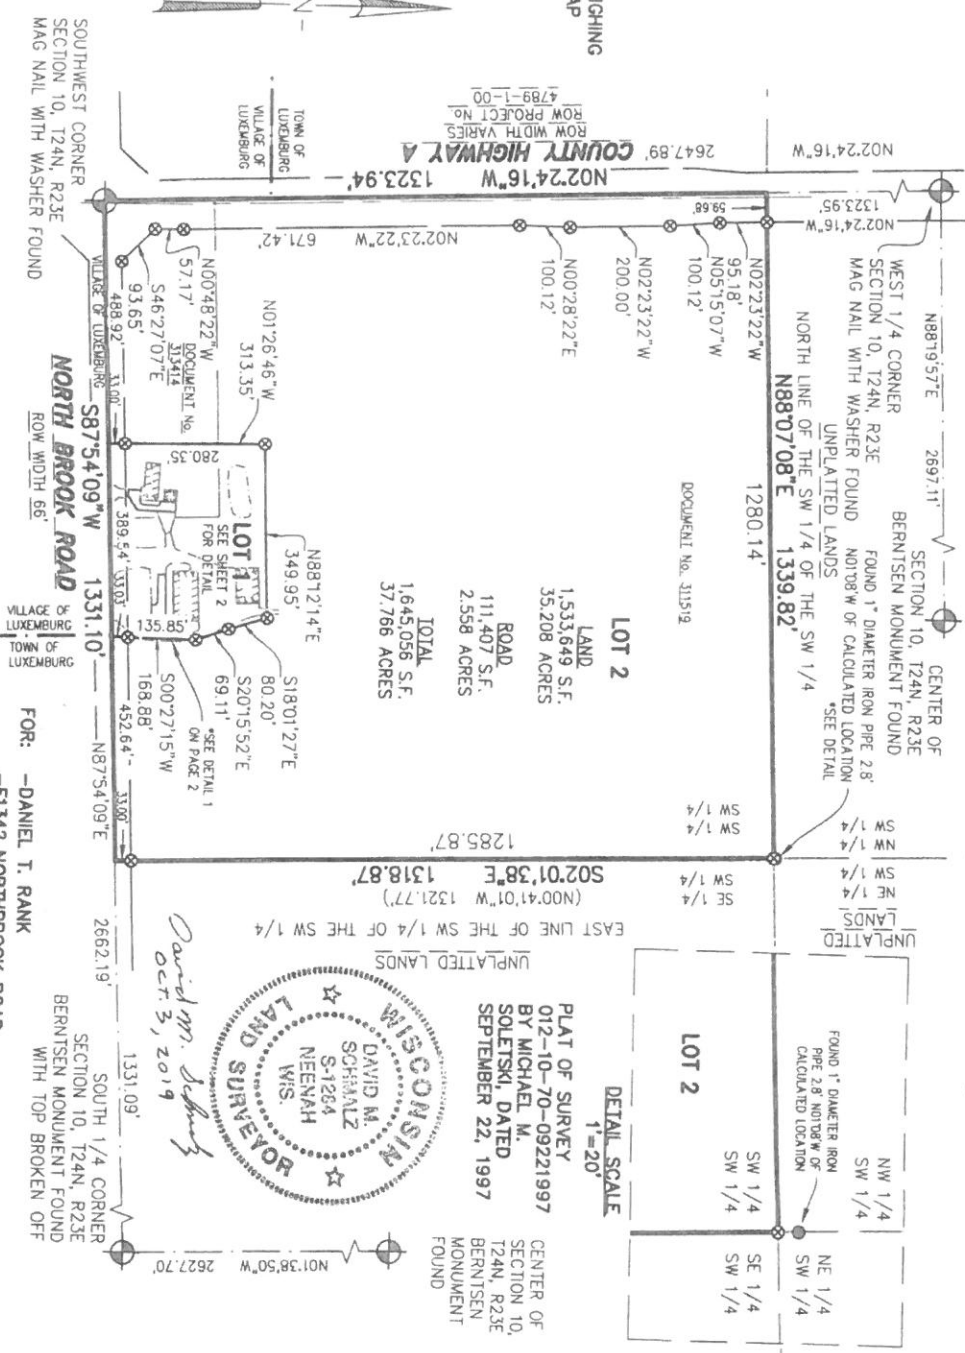 IGHING
AP
SOUTHWEST CORNER
SECTION 10, T24N, R23E
MAG NAIL WITH WASHER FOUND
TOWN OF
LUXEMBURG
VILLAGE OF
LUXEMBURG
COUNTY HIGHWAY A
ROW WIDTH VARIES
ROW PROJECT No.
4789-1-00
2647.89'
N02°24'16"W
N02°24'16"W 1323.94'
1323.95'
N02°24'16"W
59.68'
WEST 1/4 CORNER
SECTION 10, T24N, R23E
MAG NAIL WITH WASHER FOUND
N88°19'57"E 2697.11'
CENTER OF
SECTION 10, T24N, R23E
BERNTSEN MONUMENT FOUND
FOUND 1" DIAMETER IRON PIPE 2.8'
N01°08'W OF CALCULATED LOCATION
*SEE DETAIL
UNPLATTED LANDS
NORTH LINE OF THE SW 1/4 OF THE SW 1/4
N88°07'08"E 1339.82'
1280.14'
N02°23'22"W
95.18'
N05°15'07"W
100.12'
N02°23'22"W
200.00'
N00°28'22"E
100.12'
N02°23'22"W 671.42'
N00°48'22"W
57.17'
S46°27'07"E
93.65'
DOCUMENT No.
313414
DOCUMENT No. 311519
N01°26'46"W
313.35'
280.35'
N88°12'14"E
349.95'
LOT 1
SEE SHEET 2
FOR DETAIL
135.85'
S18°01'27"E
80.20'
S20°15'52"E
69.11'
*SEE DETAIL 1
ON PAGE 2
S00°27'15"W
168.88'
LOT 2
LAND
1,533,649 S.F.
35.208 ACRES
ROAD
111,407 S.F.
2.558 ACRES
TOTAL
1,645,056 S.F.
37.766 ACRES
VILLAGE OF LUXEMBURG
488.92'
33.00'
389.54'
33.03'
452.64'
33.00'
S87°54'09"W 1331.10'
N87°54'09"E 2662.19'
1331.09'
NORTH BROOK ROAD
ROW WIDTH 66'
VILLAGE OF
LUXEMBURG
TOWN OF
LUXEMBURG
FOR: -DANIEL T. RANK
SW 1/4
SW 1/4
NW 1/4
SW 1/4
NE 1/4
SW 1/4
SE 1/4
SW 1/4
UNPLATTED
LANDS
1285.87'
S02°01'38"E 1318.87'
(N00°41'01"W 1321.77')
EAST LINE OF THE SW 1/4 OF THE SW 1/4
UNPLATTED LANDS
WISCONSIN
DAVID M.
SCHMALZ
S-1284
NEENAH
WIS.
LAND SURVEYOR
David M. Schmalz
Oct. 3, 2019
PLAT OF SURVEY
012-10-70-09221997
BY MICHAEL M.
SOLETSKI, DATED
SEPTEMBER 22, 1997
DETAIL SCALE
1'=20'
LOT 2
FOUND 1" DIAMETER IRON
PIPE 2.8' N01°08'W OF
CALCULATED LOCATION
NW 1/4
SW 1/4
NE 1/4
SW 1/4
SW 1/4
SW 1/4
SE 1/4
SW 1/4
SOUTH 1/4 CORNER
SECTION 10, T24N, R23E
BERNTSEN MONUMENT FOUND
WITH TOP BROKEN OFF
N01°38'50"W 2627.70'
CENTER OF
SECTION 10,
T24N, R23E
BERNTSEN
MONUMENT
FOUND